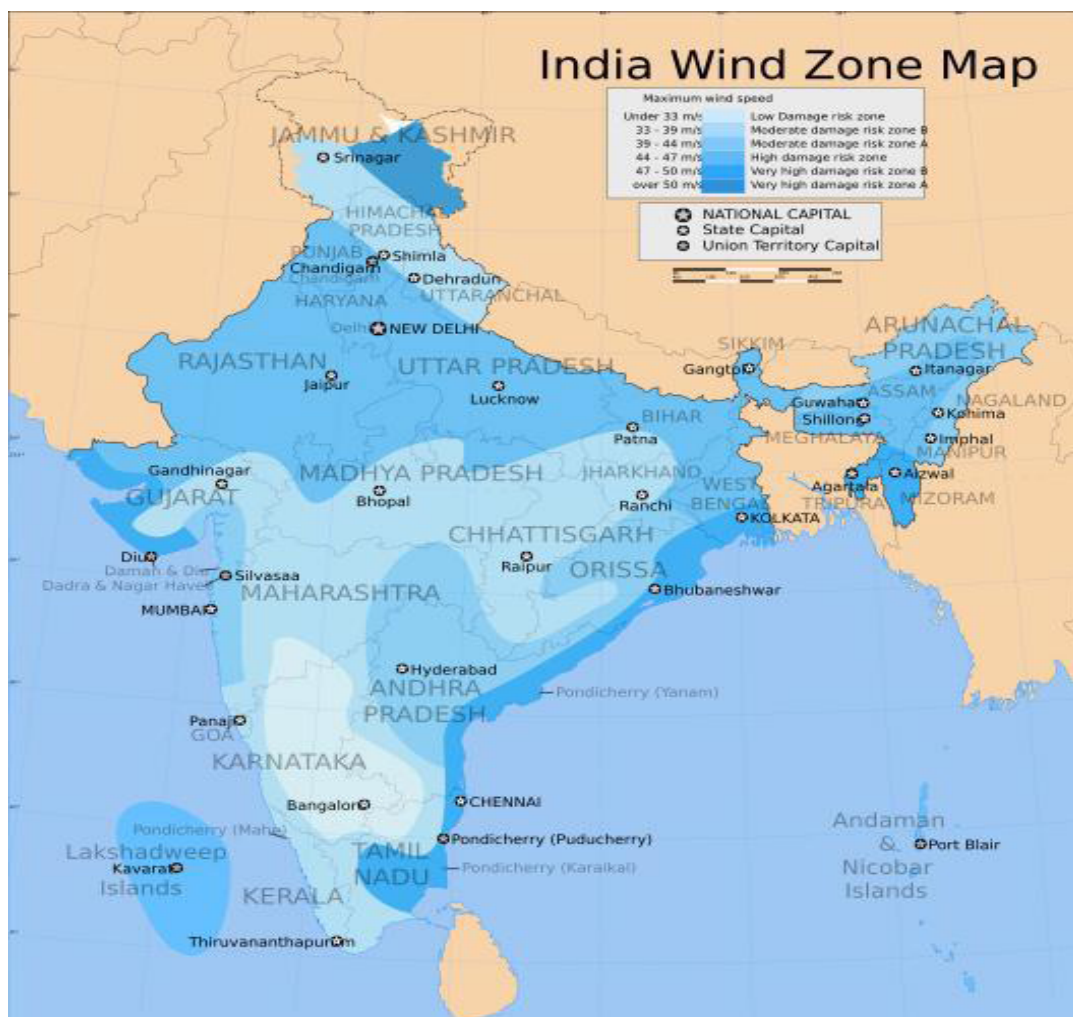 India Wind Zone Map
Maximum wind speed
Under 33 m/s Low Damage risk zone
33 - 39 m/s Moderate damage risk zone B
39 - 44 m/s Moderate damage risk zone A
44 - 47 m/s High damage risk zone
47 - 50 m/s Very high damage risk zone B
over 50 m/s Very high damage risk zone A
NATIONAL CAPITAL
State Capital
Union Territory Capital
JAMMU & KASHMIR
Srinagar
HIMACHAL
PRADESH
PUNJAB
Shimla
Chandigarh
Chandigarh
Dehradun
UTTARANCHAL
HARYANA
Delhi
NEW DELHI
RAJASTHAN
UTTAR PRADESH
Jaipur
Lucknow
SIKKIM
Gangtok
ARUNACHAL
PRADESH
Itanagar
ASSAM
Guwahati
NAGALAND
BIHAR
Shillong
Kohima
Patna
MEGHALAYA
Imphal
MANIPUR
Gandhinagar
MADHYA PRADESH
JHARKHAND
Aizwal
GUJARAT
Bhopal
Ranchi
WEST
BENGAL
Agartala
TRIPURA
MIZORAM
KOLKATA
CHHATTISGARH
Diu
Raipur
ORISSA
Daman & Diu
Dadra & Nagar Haveli
Silvasaa
MAHARASHTRA
Bhubaneshwar
MUMBAI
Hyderabad
ANDHRA
PRADESH
Pondicherry (Yanam)
Panaji
GOA
KARNATAKA
Bangalore
CHENNAI
Pondicherry (Mahe)
Pondicherry (Puducherry)
Lakshadweep
Islands
Kavarati
TAMIL
NADU
Pondicherry (Karaikal)
KERALA
Thiruvananthapuram
Andaman
&
Nicobar
Islands
Port Blair